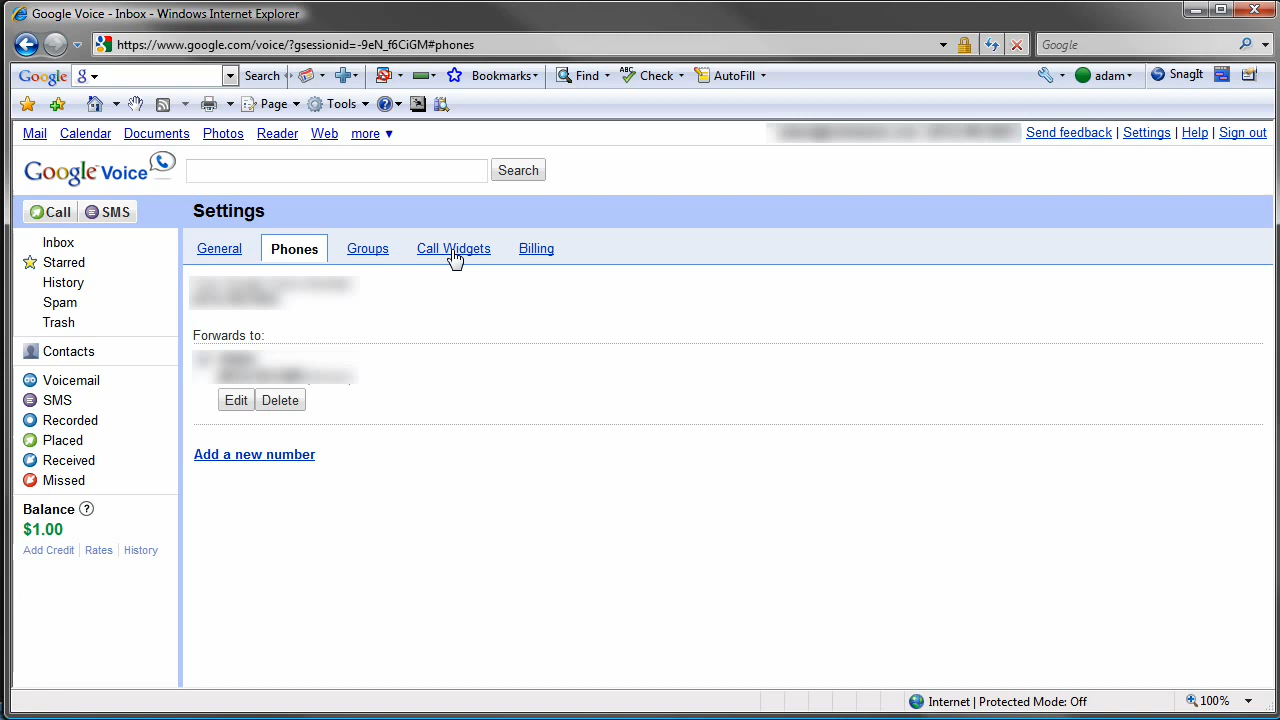 Google Voice - Inbox - Windows Internet Explorer
https://www.google.com/voice/?gsessionid=-9eN_f6CiGM#phones
Google
Google g Search Bookmarks Find ABC Check AutoFill adam SnagIt
Page Tools
Mail Calendar Documents Photos Reader Web more ▼ Send feedback | Settings | Help | Sign out
Google Voice Search
Call SMS Settings
General Phones Groups Call Widgets Billing
Inbox
Starred
History
Spam
Trash
Contacts
Voicemail
SMS
Recorded
Placed
Received
Missed
Balance ?
$1.00
Add Credit Rates History
Forwards to:
Edit Delete
Add a new number
Internet | Protected Mode: Off 100%